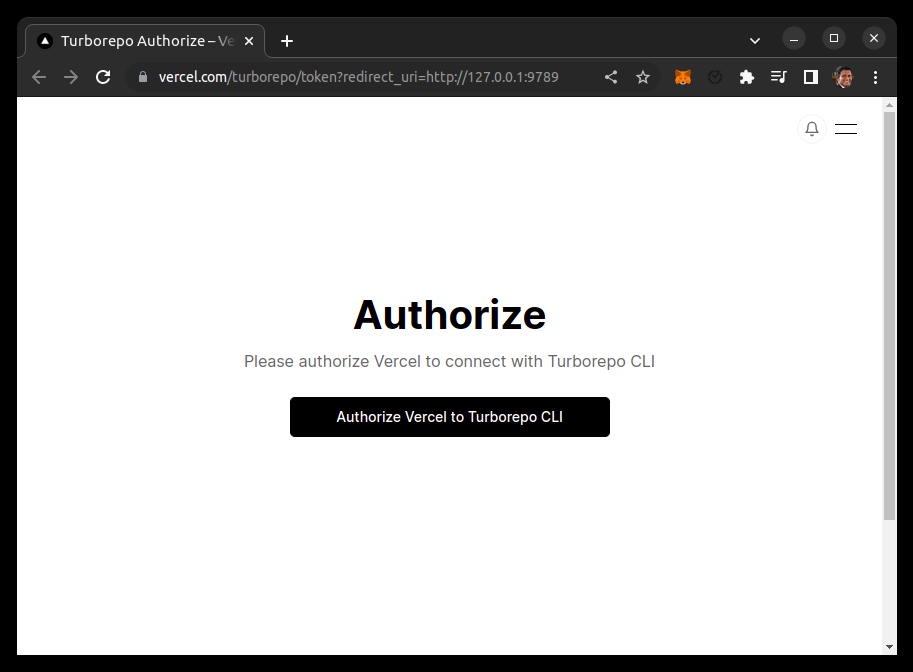 Turborepo Authorize – Ve
vercel.com/turborepo/token?redirect_uri=http://127.0.0.1:9789
Authorize
Please authorize Vercel to connect with Turborepo CLI
Authorize Vercel to Turborepo CLI